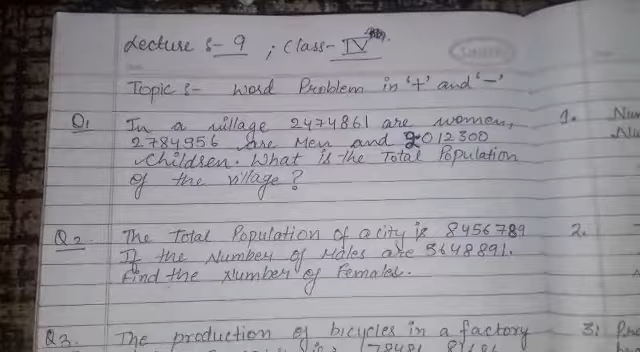 Lecture :- 9 ; Class- IV
Topic :- Word Problem in '+' and '-'
Q1 In a village 2474861 are women,
2784956 are Men and 2012300
Children. What is the Total Population
of the village?
Q2. The Total Population of a city is 8456789
If the Number of Males are 3648891.
Find the Number of Females.
Q3. The production of bicycles in a factory
1.
2.
3.